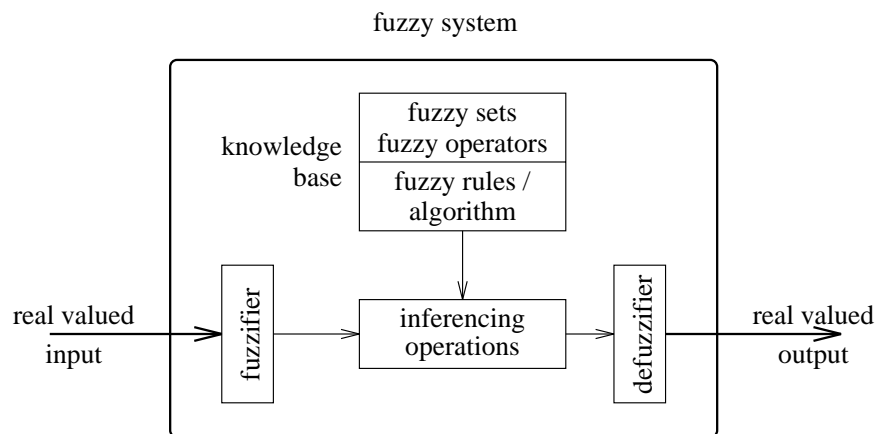 fuzzy system
fuzzy sets
fuzzy operators
knowledge
base
fuzzy rules /
algorithm
real valued
input
fuzzifier
inferencing
operations
defuzzifier
real valued
output